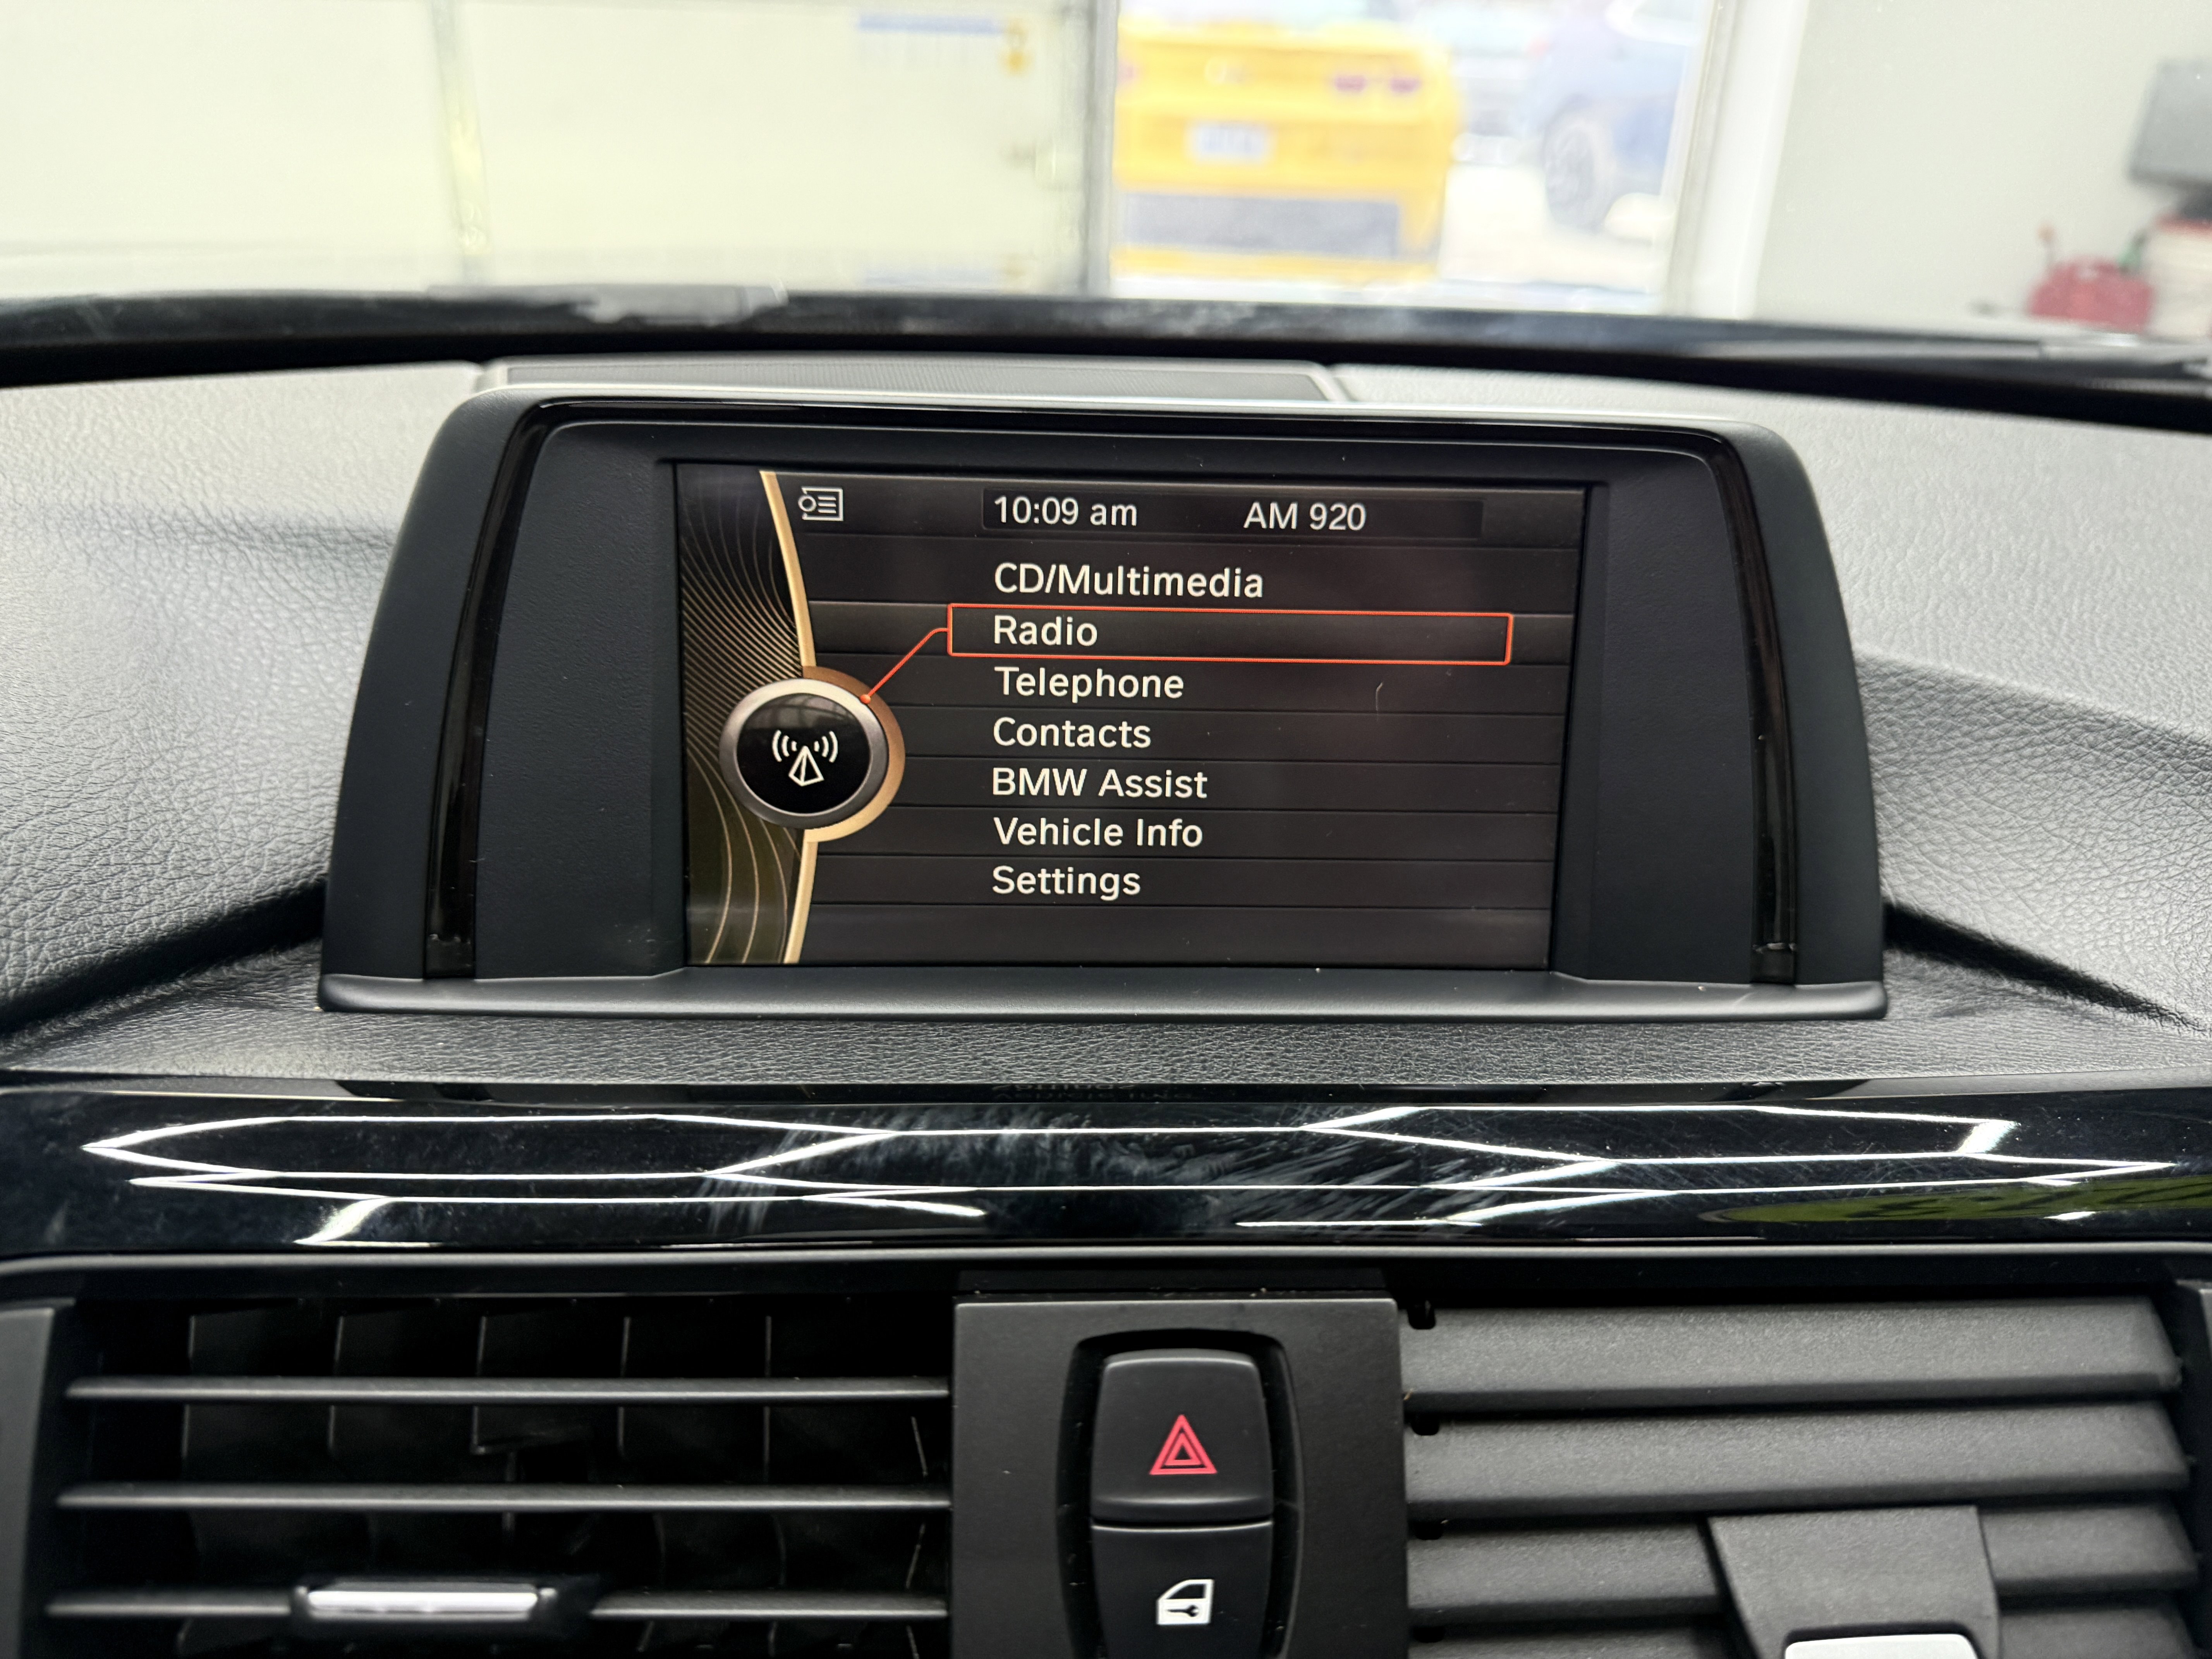 10:09 am AM 920
CD/Multimedia
Radio
Telephone
Contacts
BMW Assist
Vehicle Info
Settings